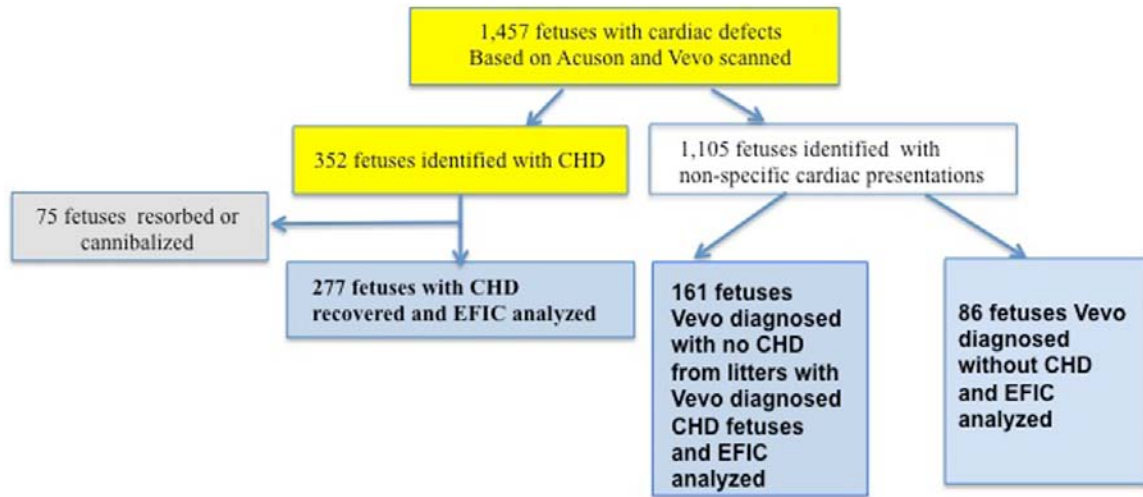 1,457 fetuses with cardiac defects
Based on Acuson and Vevo scanned
352 fetuses identified with CHD
1,105 fetuses identified with
non-specific cardiac presentations
75 fetuses resorbed or
cannibalized
277 fetuses with CHD
recovered and EFIC analyzed
161 fetuses
Vevo diagnosed
with no CHD
from litters with
Vevo diagnosed
CHD fetuses
and EFIC
analyzed
86 fetuses Vevo
diagnosed
without CHD
and EFIC
analyzed